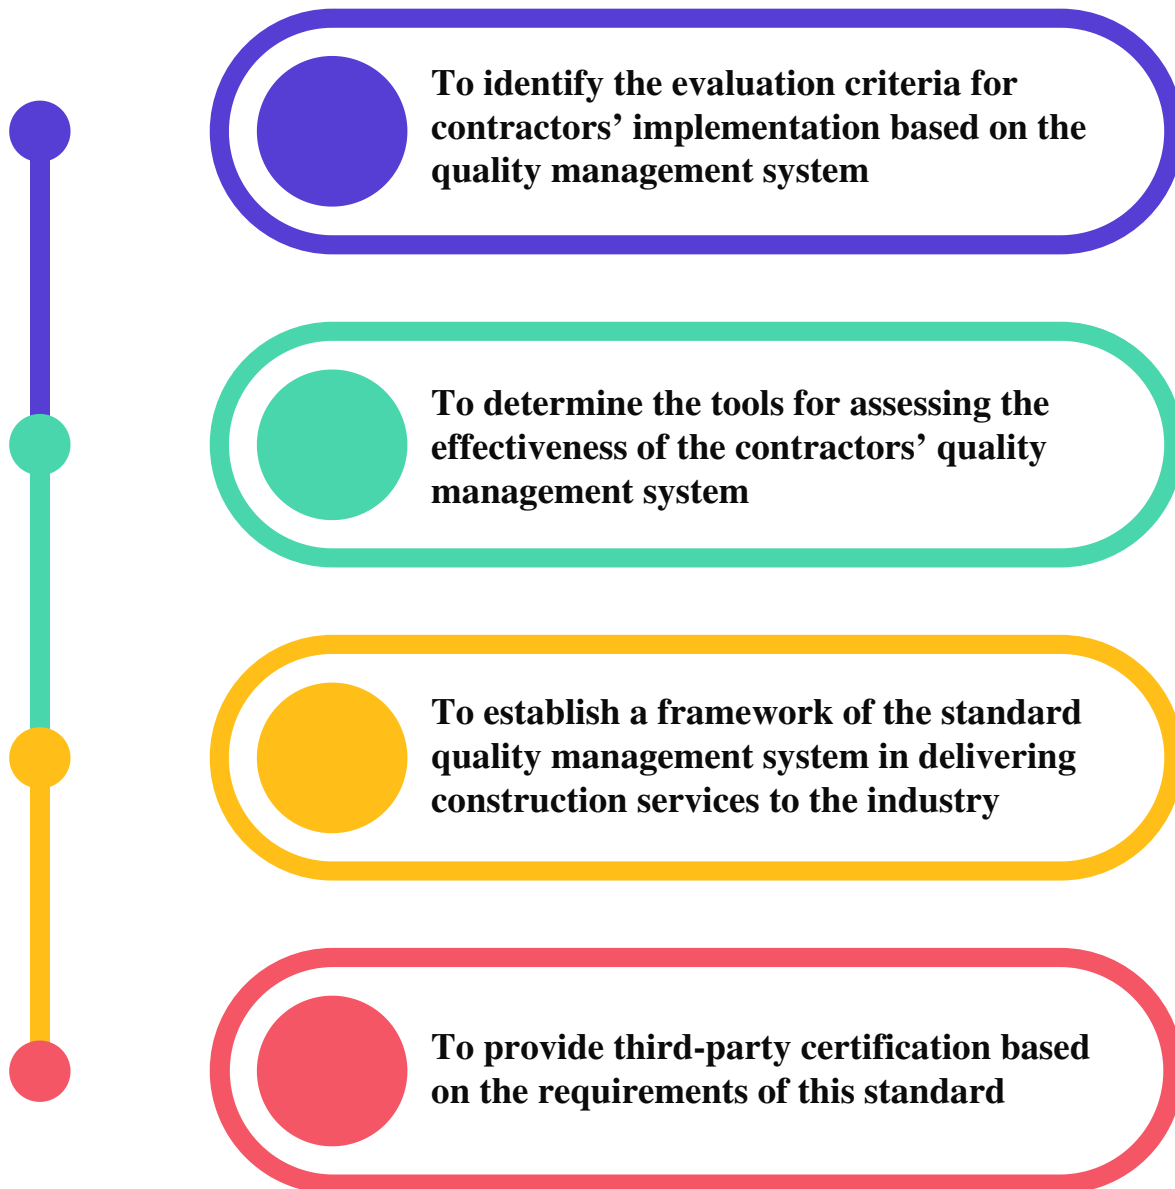 To identify the evaluation criteria for
contractors’ implementation based on the
quality management system
To determine the tools for assessing the
effectiveness of the contractors’ quality
management system
To establish a framework of the standard
quality management system in delivering
construction services to the industry
To provide third-party certification based
on the requirements of this standard